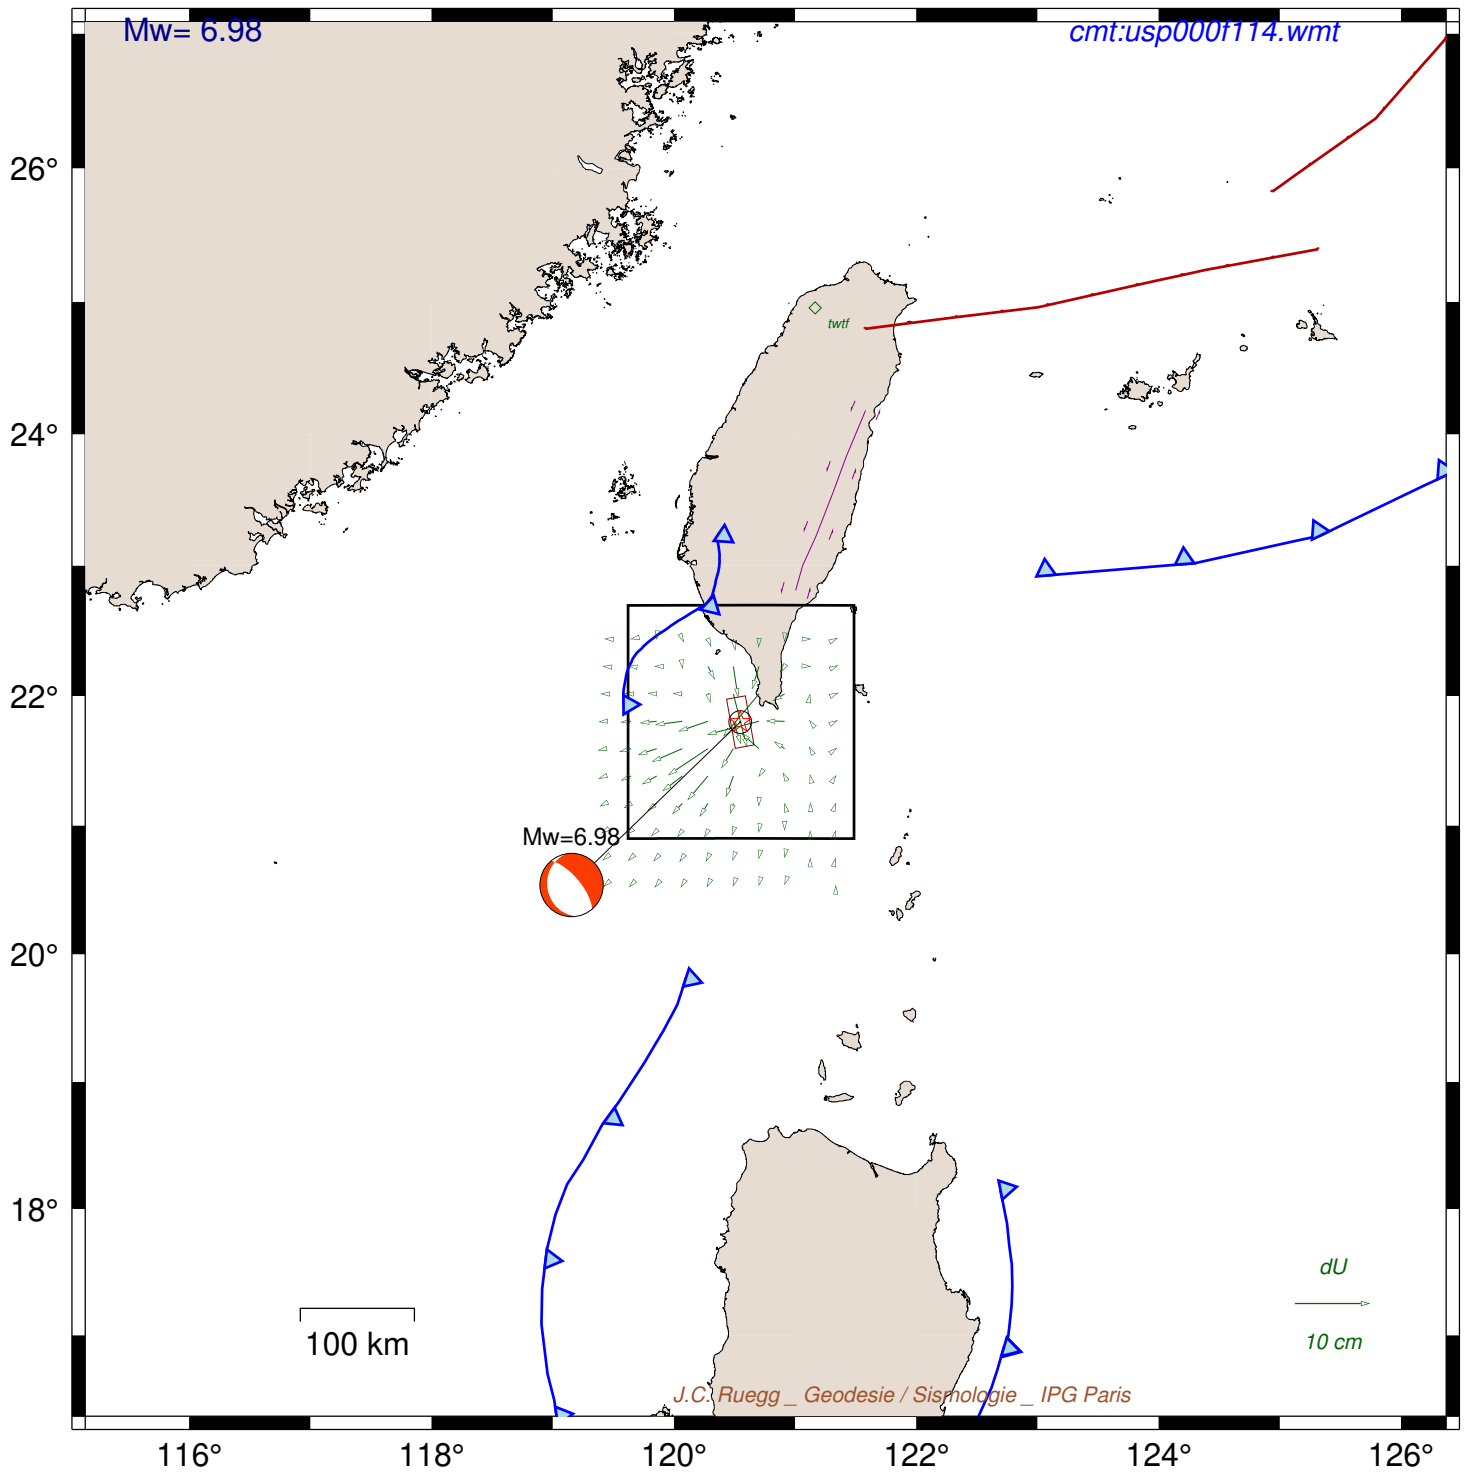 Mw= 6.98
cmt:usp000f114.wmt
26°
twtf
24°
22°
Mw=6.98
20°
18°
dU
100 km
10 cm
J.C. Ruegg _ Geodesie / Sismologie _ IPG Paris
116°
118°
120°
122°
124°
126°